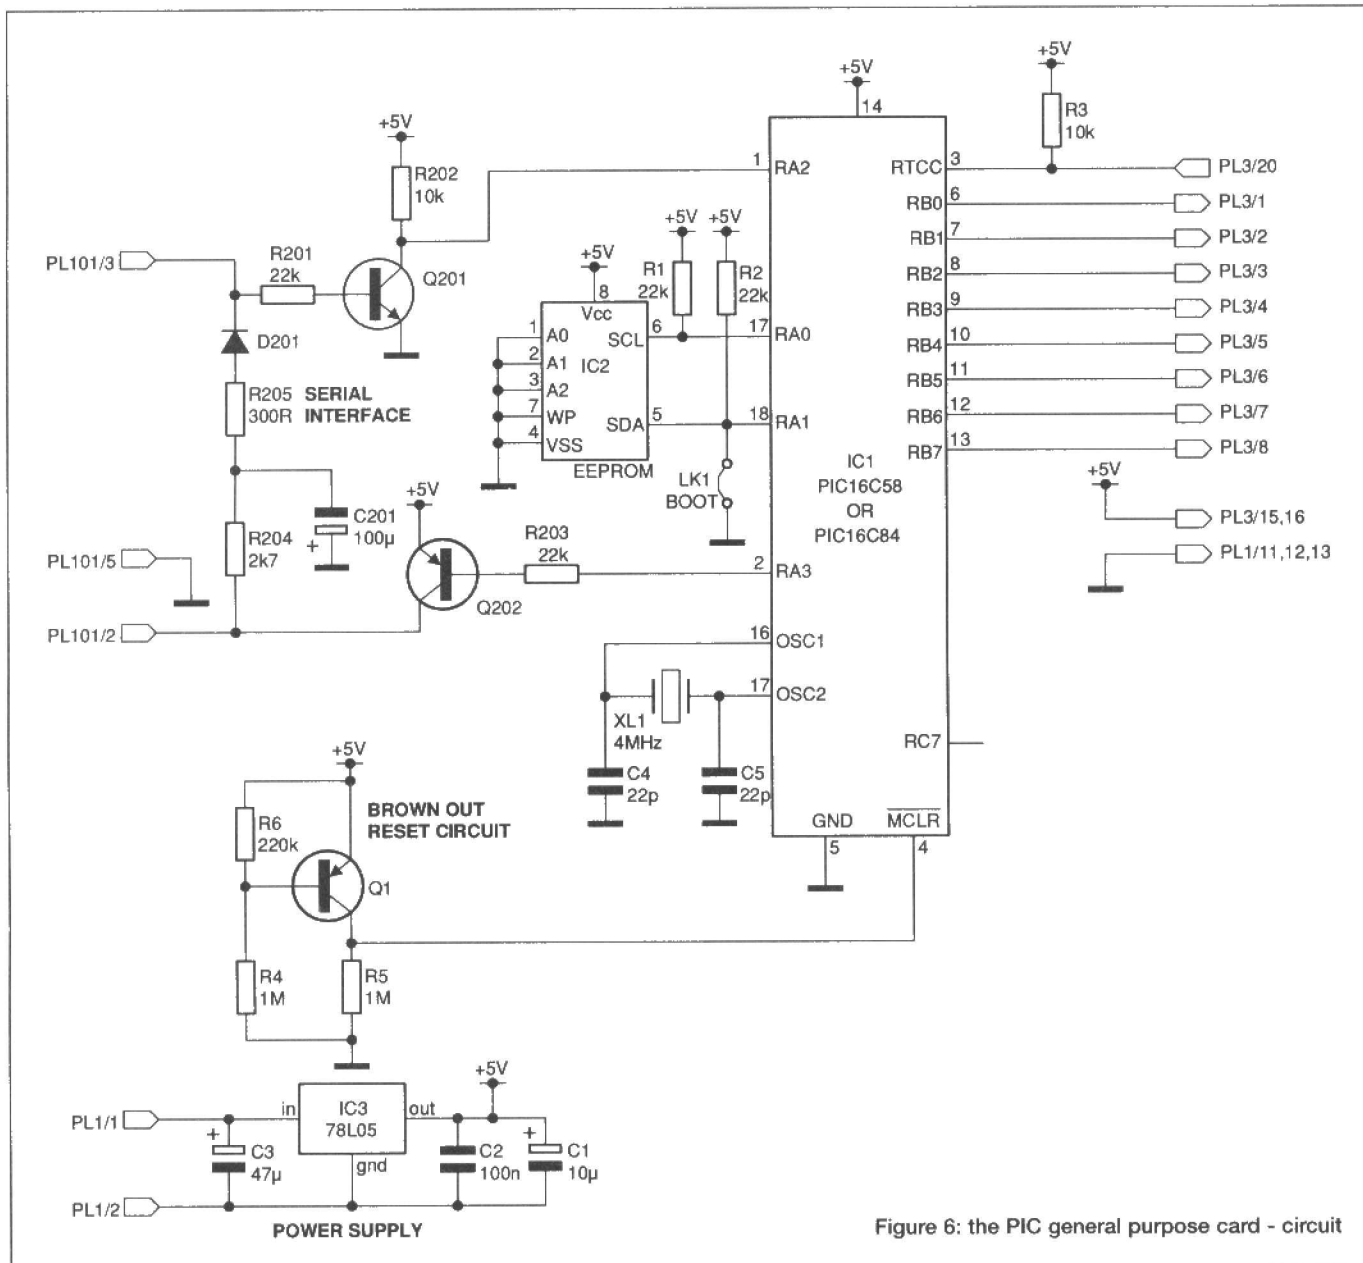 +5V
R202
10k
PL101/3
R201
22k
Q201
D201
R205
300R
SERIAL
INTERFACE
R204
2k7
C201
100µ
+
PL101/5
PL101/2
+5V
Q202
R203
22k
+5V
8
Vcc
1
A0
2
A1
3
A2
7
WP
4
VSS
IC2
SCL
6
SDA
5
EEPROM
+5V
R1
22k
+5V
R2
22k
LK1
BOOT
+5V
14
1
RA2
17
RA0
18
RA1
2
RA3
16
OSC1
17
OSC2
XL1
4MHz
C4
22p
C5
22p
IC1
PIC16C58
OR
PIC16C84
RC7
GND
5
MCLR
4
+5V
R3
10k
RTCC
3
PL3/20
RB0
6
PL3/1
RB1
7
PL3/2
RB2
8
PL3/3
RB3
9
PL3/4
RB4
10
PL3/5
RB5
11
PL3/6
RB6
12
PL3/7
RB7
13
PL3/8
+5V
PL3/15,16
PL1/11,12,13
+5V
BROWN OUT
RESET CIRCUIT
R6
220k
Q1
R4
1M
R5
1M
PL1/1
+
C3
47µ
in
IC3
78L05
out
gnd
+5V
C2
100n
+
C1
10µ
PL1/2
POWER SUPPLY
Figure 6: the PIC general purpose card - circuit